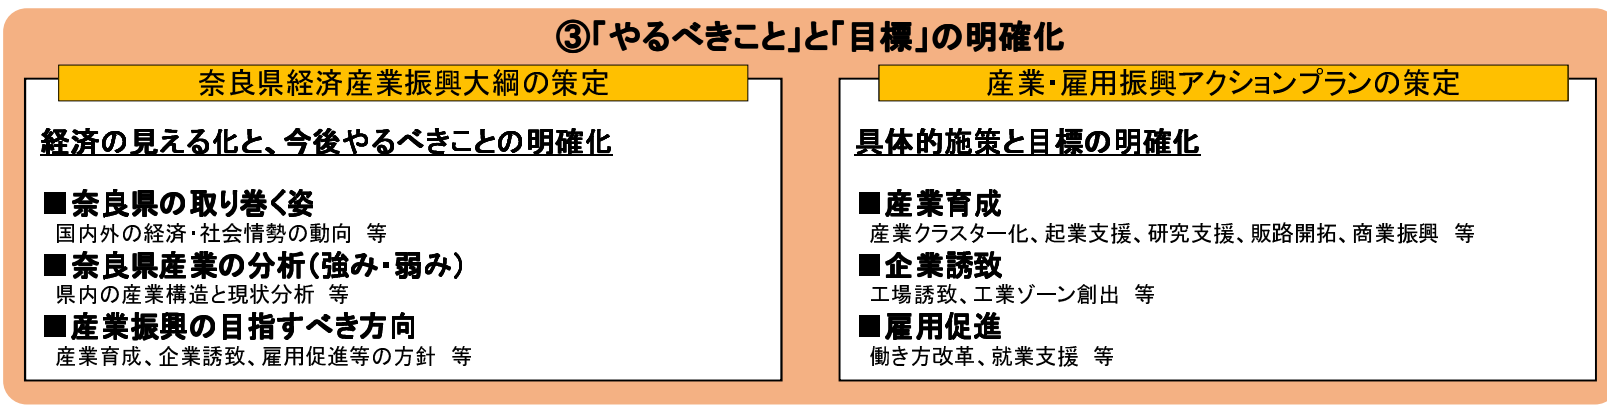 ③「やるべきこと」と「目標」の明確化
奈良県経済産業振興大綱の策定
経済の見える化と、今後やるべきことの明確化
■奈良県の取り巻く姿
国内外の経済・社会情勢の動向　等
■奈良県産業の分析（強み・弱み）
県内の産業構造と現状分析　等
■産業振興の目指すべき方向
産業育成、企業誘致、雇用促進等の方針　等
産業・雇用振興アクションプランの策定
具体的施策と目標の明確化
■産業育成
産業クラスター化、起業支援、研究支援、販路開拓、商業振興　等
■企業誘致
工場誘致、工業ゾーン創出　等
■雇用促進
働き方改革、就業支援　等